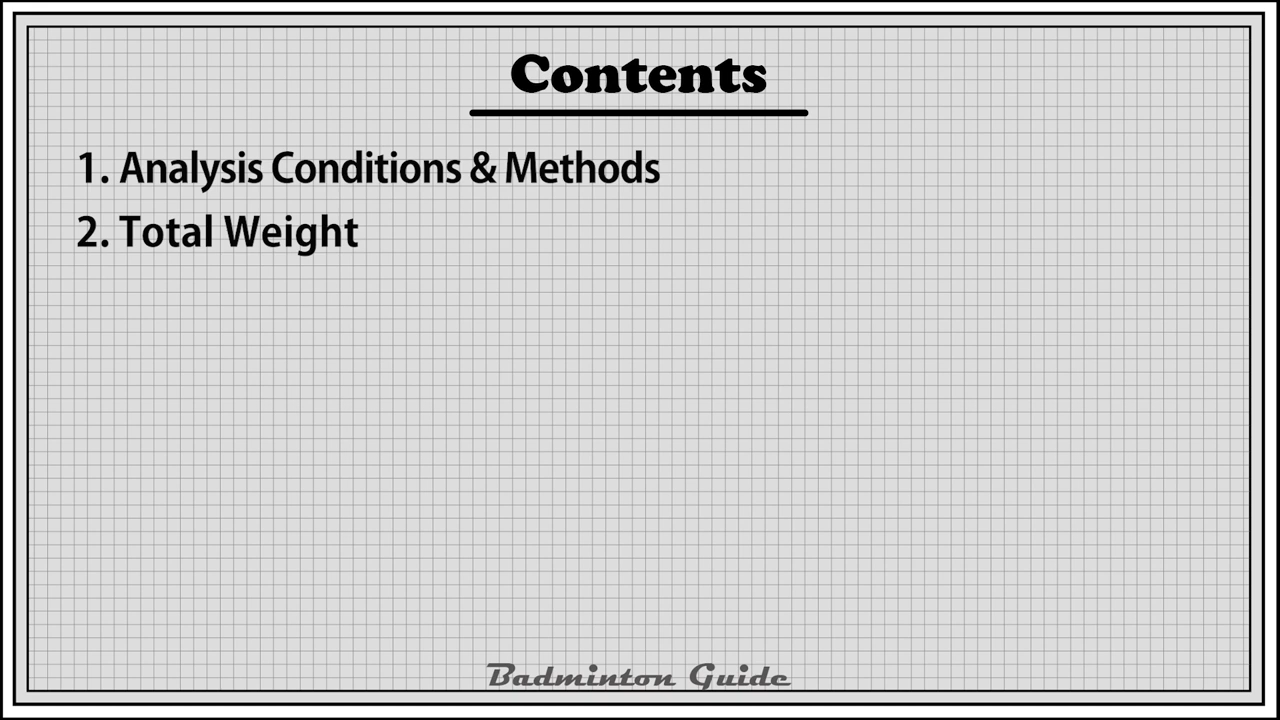 Contents
1. Analysis Conditions & Methods
2. Total Weight
Badminton Guide